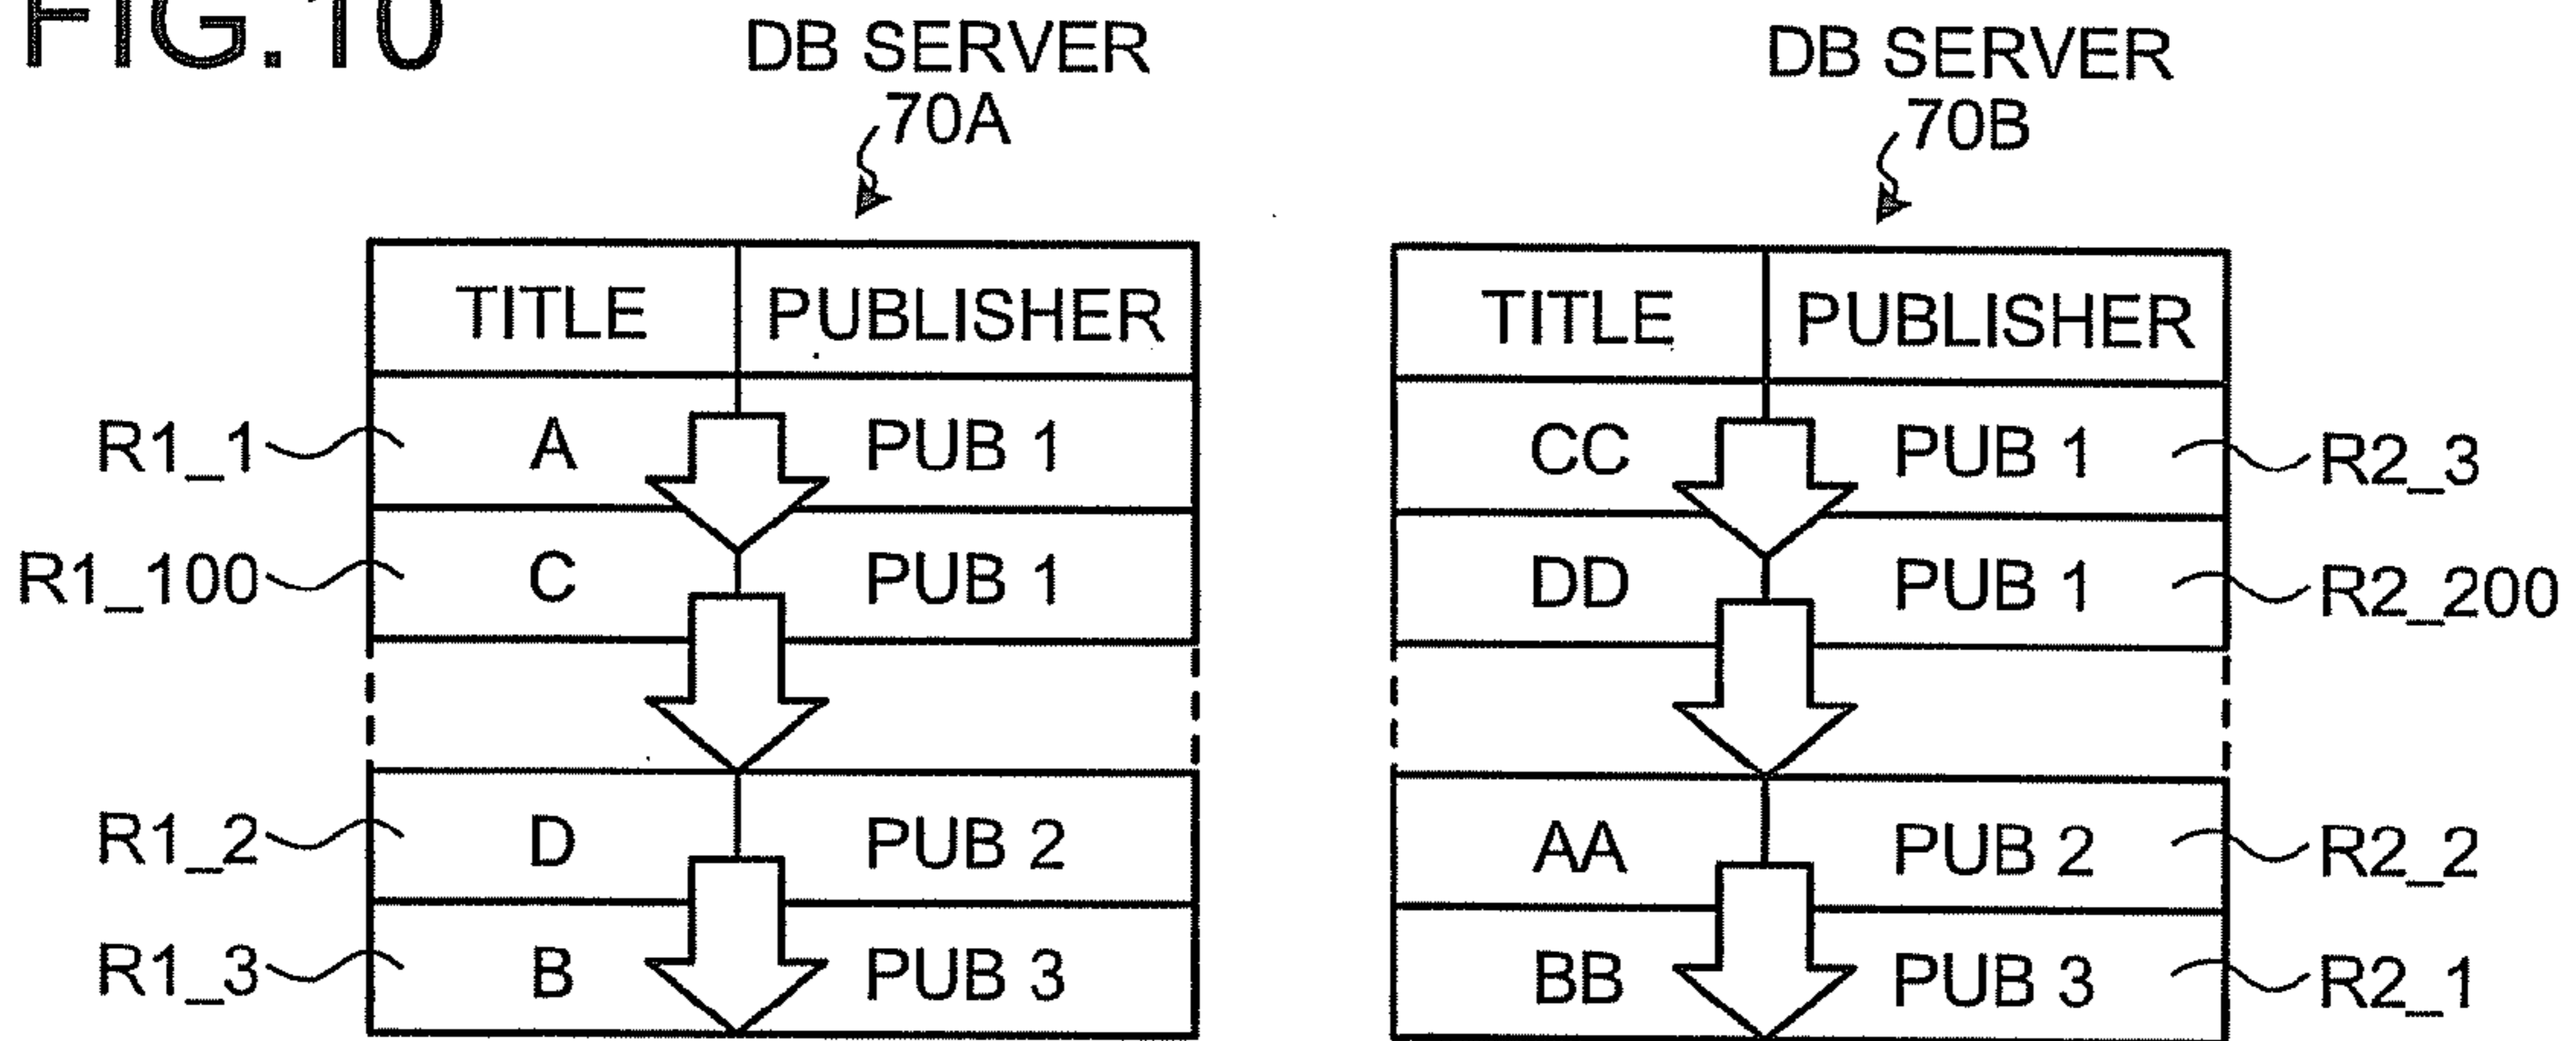 FIG.10
DB SERVER
70A
TITLE PUBLISHER
R1_1 A PUB 1
R1_100 C PUB 1
R1_2 D PUB 2
R1_3 B PUB 3
DB SERVER
70B
TITLE PUBLISHER
CC PUB 1 R2_3
DD PUB 1 R2_200
AA PUB 2 R2_2
BB PUB 3 R2_1